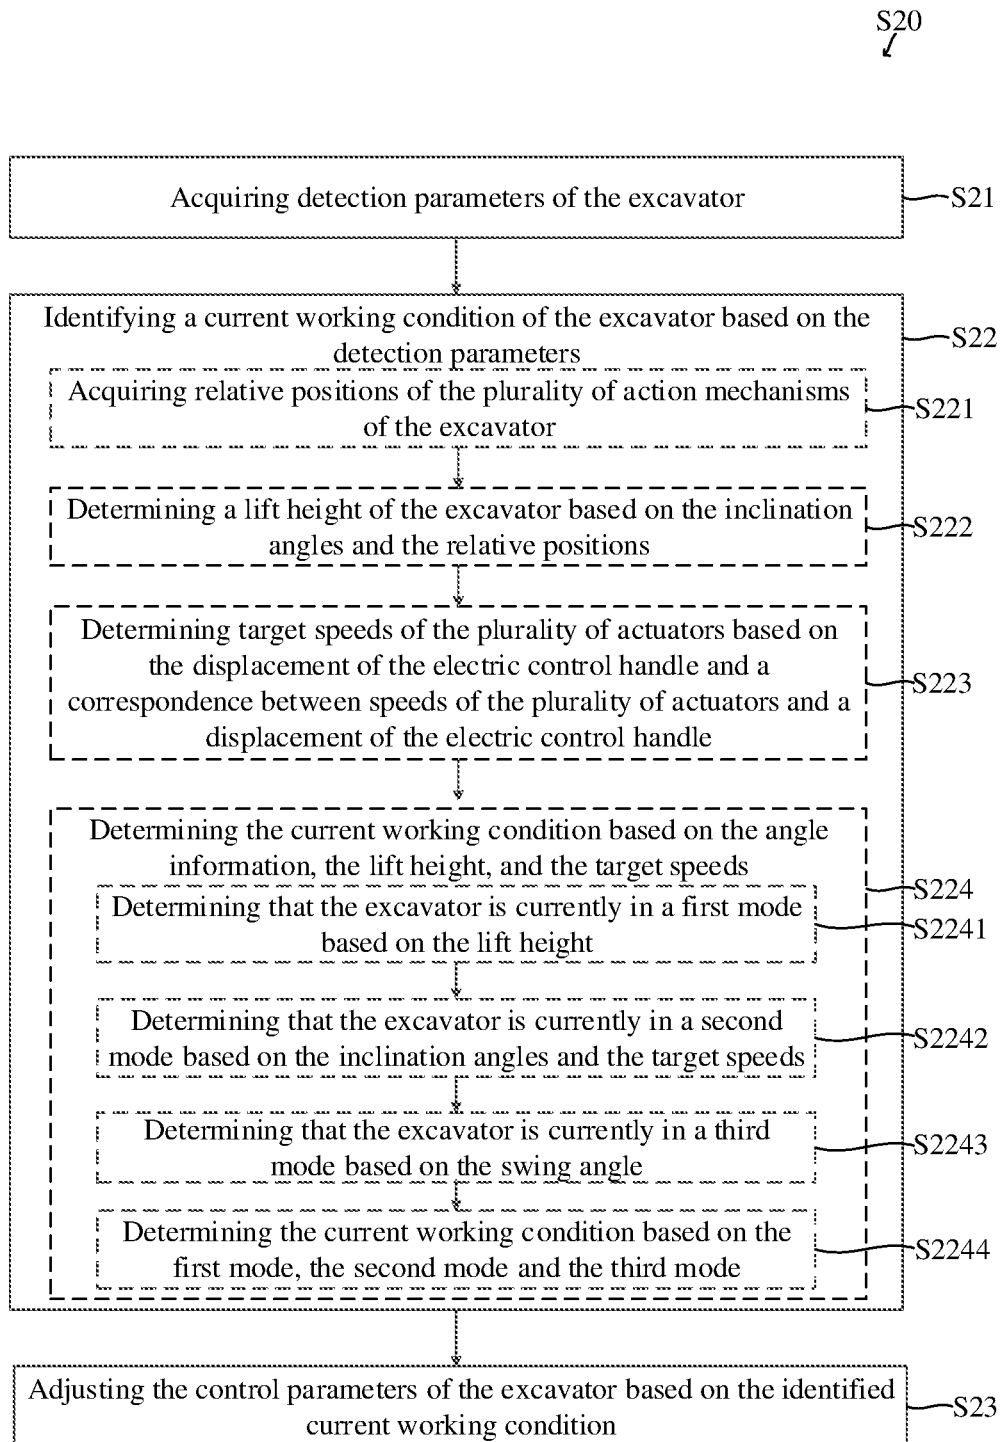 S20
Acquiring detection parameters of the excavator
S21
Identifying a current working condition of the excavator based on the
detection parameters
S22
Acquiring relative positions of the plurality of action mechanisms
of the excavator
S221
Determining a lift height of the excavator based on the inclination
angles and the relative positions
S222
Determining target speeds of the plurality of actuators based on
the displacement of the electric control handle and a
correspondence between speeds of the plurality of actuators and a
displacement of the electric control handle
S223
Determining the current working condition based on the angle
information, the lift height, and the target speeds
S224
Determining that the excavator is currently in a first mode
based on the lift height
S2241
Determining that the excavator is currently in a second
mode based on the inclination angles and the target speeds
S2242
Determining that the excavator is currently in a third
mode based on the swing angle
S2243
Determining the current working condition based on the
first mode, the second mode and the third mode
S2244
Adjusting the control parameters of the excavator based on the identified
current working condition
S23